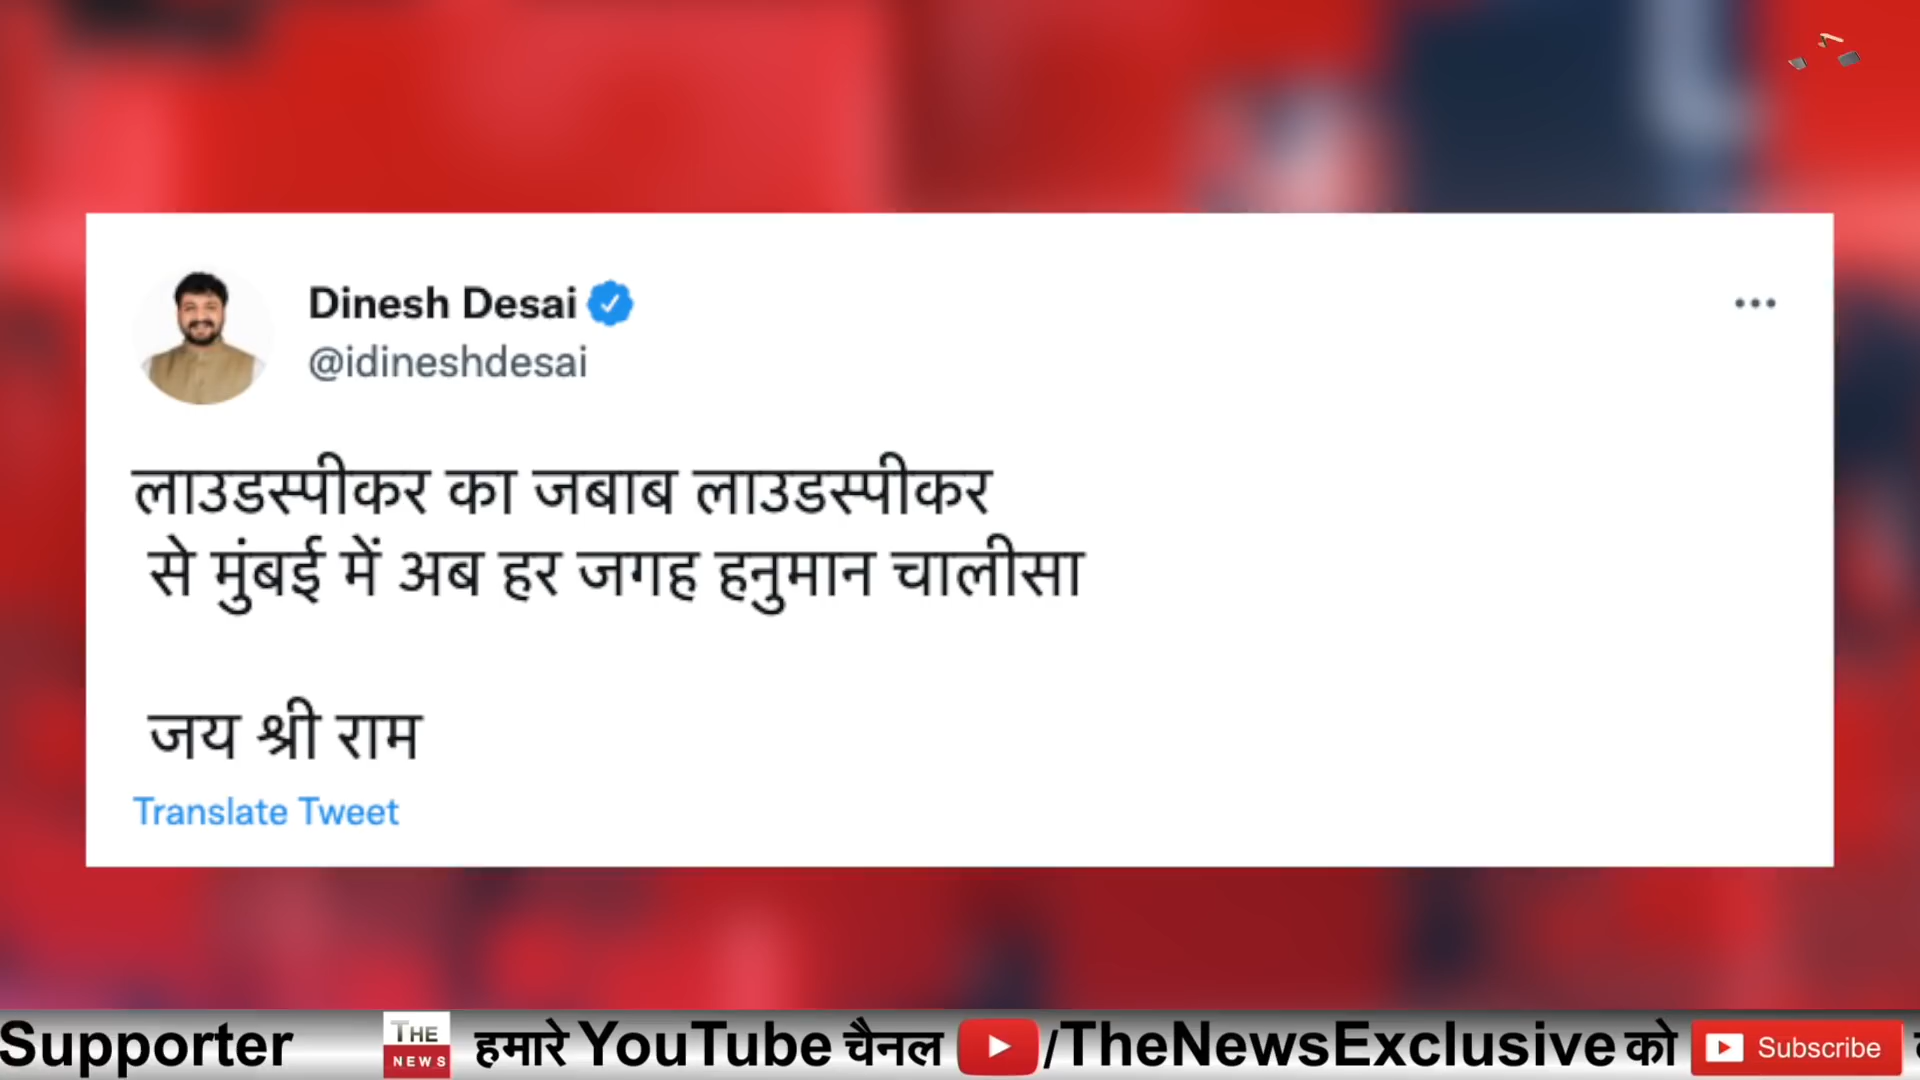 Dinesh Desai
@idineshdesai
लाउडस्पीकर का जबाब लाउडस्पीकर
से मुंबई में अब हर जगह हनुमान चालीसा
जय श्री राम
Translate Tweet
Supporter THE NEWS हमारे YouTube चैनल /TheNewsExclusive को Subscribe